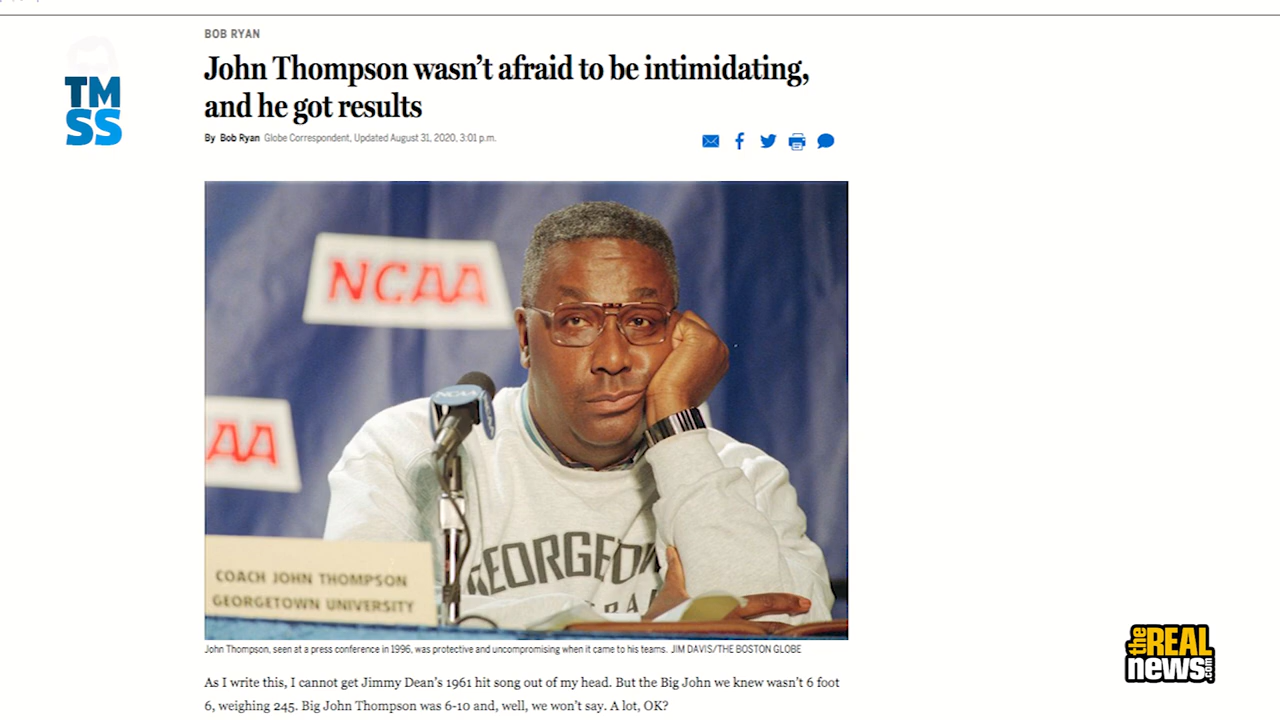 BOB RYAN
John Thompson wasn't afraid to be intimidating,
and he got results
TM
SS
By Bob Ryan Globe Correspondent, Updated August 31, 2020, 3:01 p.m.
NCAA
AA
NCAA
GEORGETOW
COACH JOHN THOMPSON
GEORGETOWN UNIVERSITY
John Thompson, seen at a press conference in 1996, was protective and uncompromising when it came to his teams. JIM DAVIS/THE BOSTON GLOBE
As I write this, I cannot get Jimmy Dean's 1961 hit song out of my head. But the Big John we knew wasn't 6 foot
6, weighing 245. Big John Thompson was 6-10 and, well, we won't say. A lot, OK?
the REAL
news.com